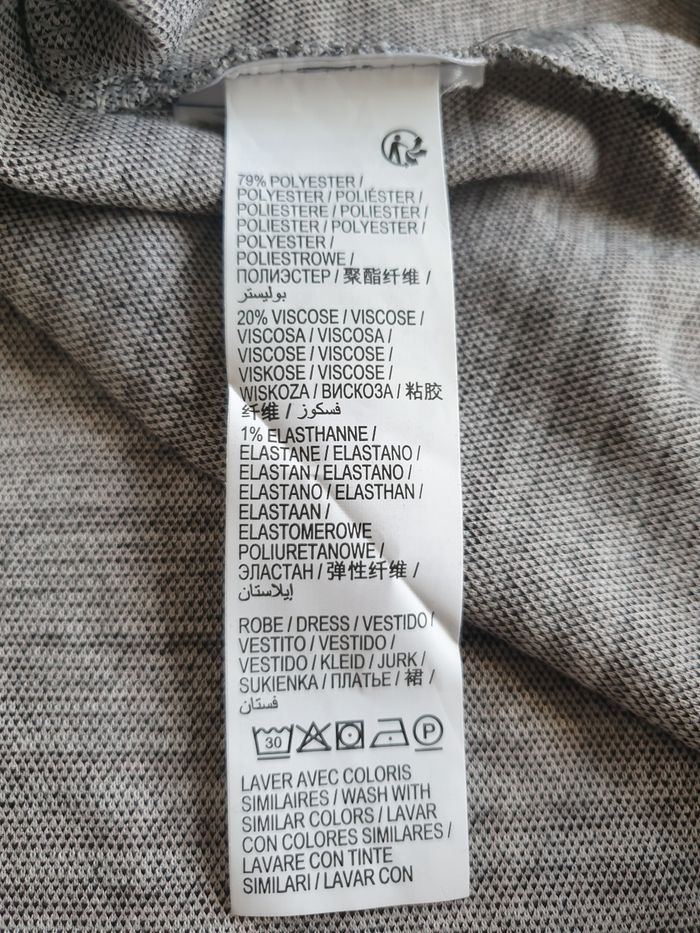 79% POLYESTER /
POLYESTER / POLIÉSTER /
POLIESTERE / POLIESTER /
POLIESTER / POLYESTER /
POLYESTER /
POLIESTROWE /
ПОЛИЭСТЕР / 聚酯纤维 /
بوليستر
20% VISCOSE / VISCOSE /
VISCOSA / VISCOSA /
VISCOSE / VISCOSE /
VISKOSE / VISCOSE /
WISKOZA / ВИСКОЗА / 粘胶
纤维 / فسكوز
1% ELASTHANNE /
ELASTANE / ELASTANO /
ELASTAN / ELASTANO /
ELASTANO / ELASTHAN /
ELASTAAN /
ELASTOMEROWE
POLIURETANOWE /
ЭЛАСТАН / 弹性纤维 /
إيلاستان
ROBE / DRESS / VESTIDO /
VESTITO / VESTIDO /
VESTIDO / KLEID / JURK /
SUKIENKA / ПЛАТЬЕ / 裙 /
فستان
30 P
LAVER AVEC COLORIS
SIMILAIRES / WASH WITH
SIMILAR COLORS / LAVAR
CON COLORES SIMILARES /
LAVARE CON TINTE
SIMILARI / LAVAR CON